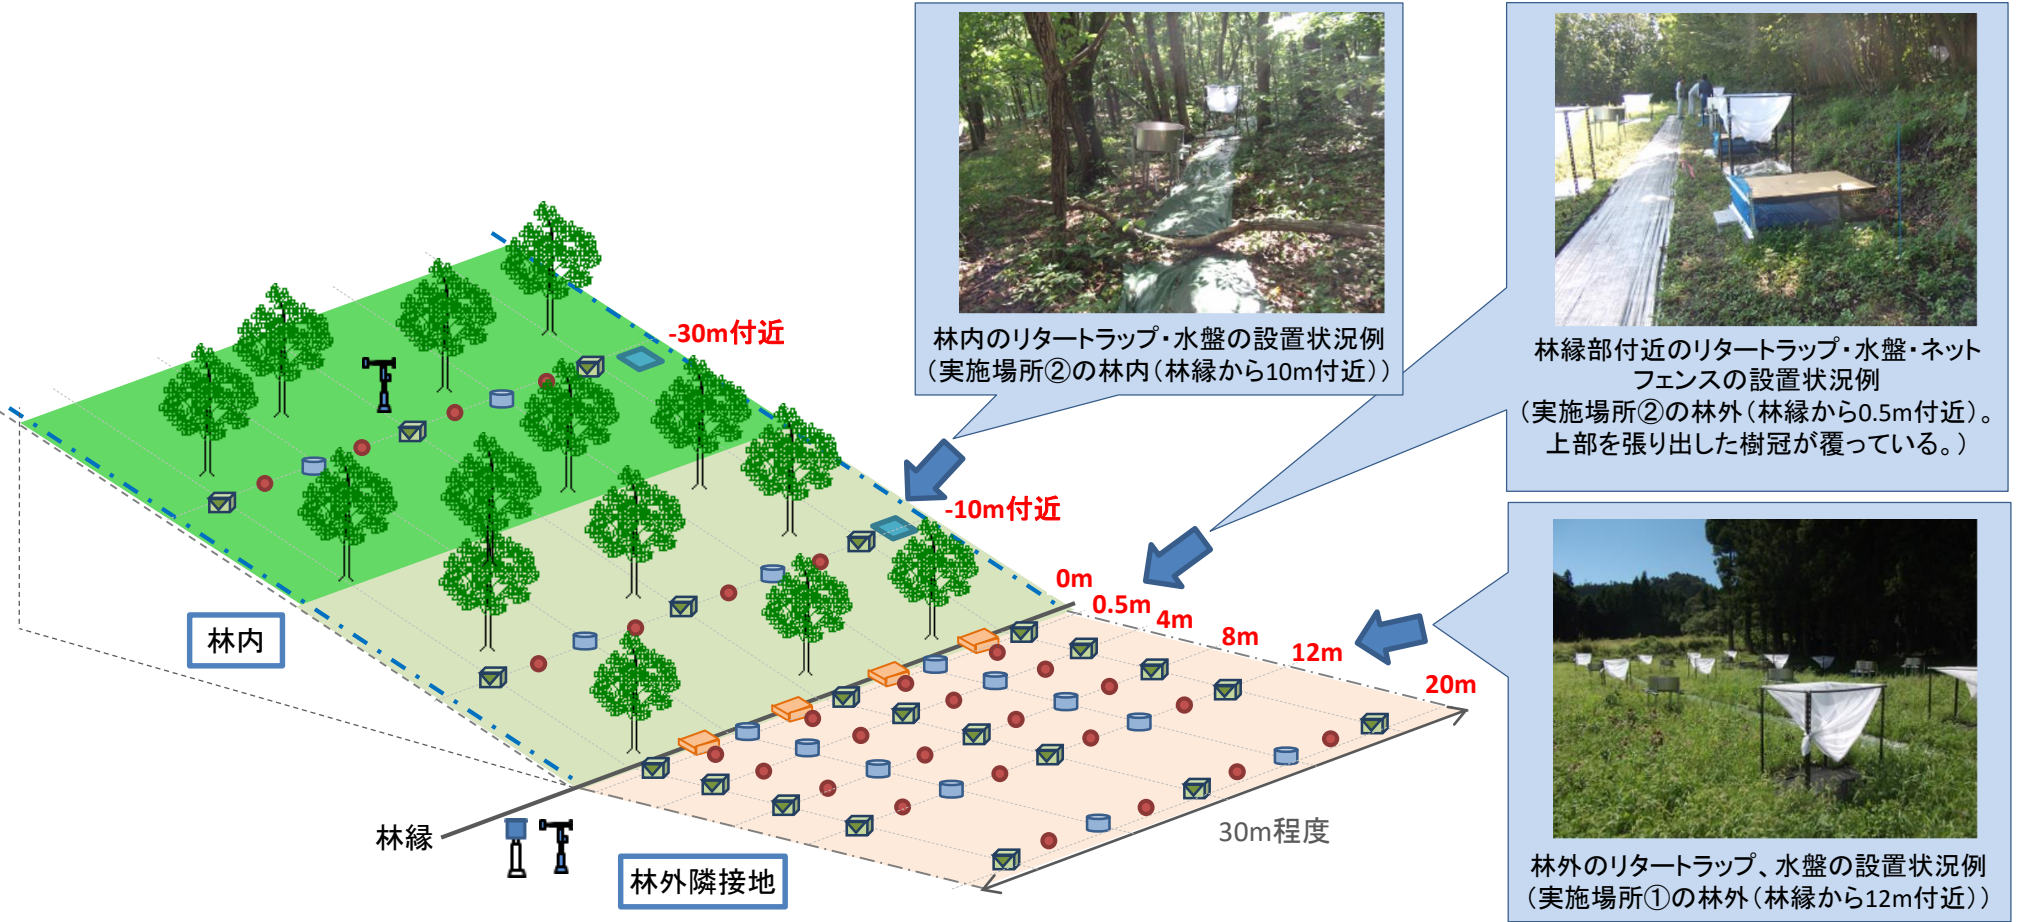 林内のリタートラップ・水盤の設置状況例
（実施場所②の林内（林縁から10m付近））
林縁部付近のリタートラップ・水盤・ネット
フェンスの設置状況例
（実施場所②の林外（林縁から0.5m付近）。
上部を張り出した樹冠が覆っている。）
-30m付近
-10m付近
0m
0.5m
4m
8m
12m
20m
林内
林縁
林外隣接地
30m程度
林外のリタートラップ、水盤の設置状況例
（実施場所①の林外（林縁から12m付近））